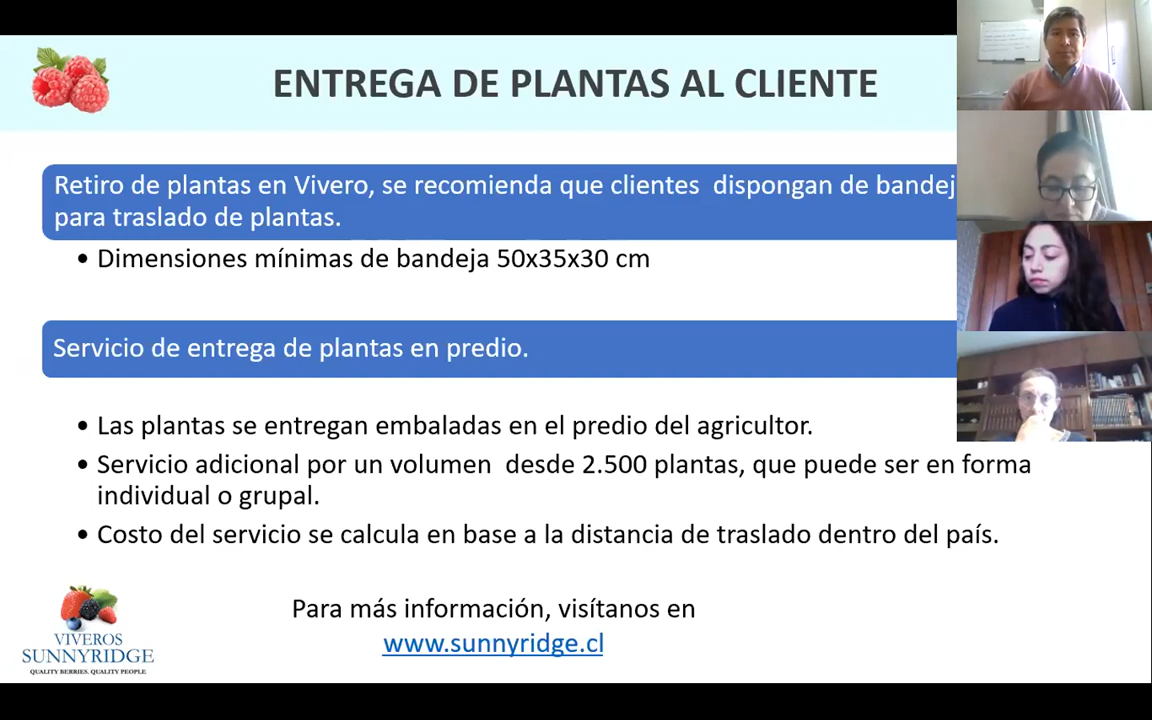 ENTREGA DE PLANTAS AL CLIENTE
Retiro de plantas en Vivero, se recomienda que clientes dispongan de bandej
para traslado de plantas.
• Dimensiones mínimas de bandeja 50x35x30 cm
Servicio de entrega de plantas en predio.
• Las plantas se entregan embaladas en el predio del agricultor.
• Servicio adicional por un volumen desde 2.500 plantas, que puede ser en forma
individual o grupal.
• Costo del servicio se calcula en base a la distancia de traslado dentro del país.
Para más información, visítanos en
www.sunnyridge.cl
VIVEROS
SUNNYRIDGE
QUALITY BERRIES. QUALITY PEOPLE